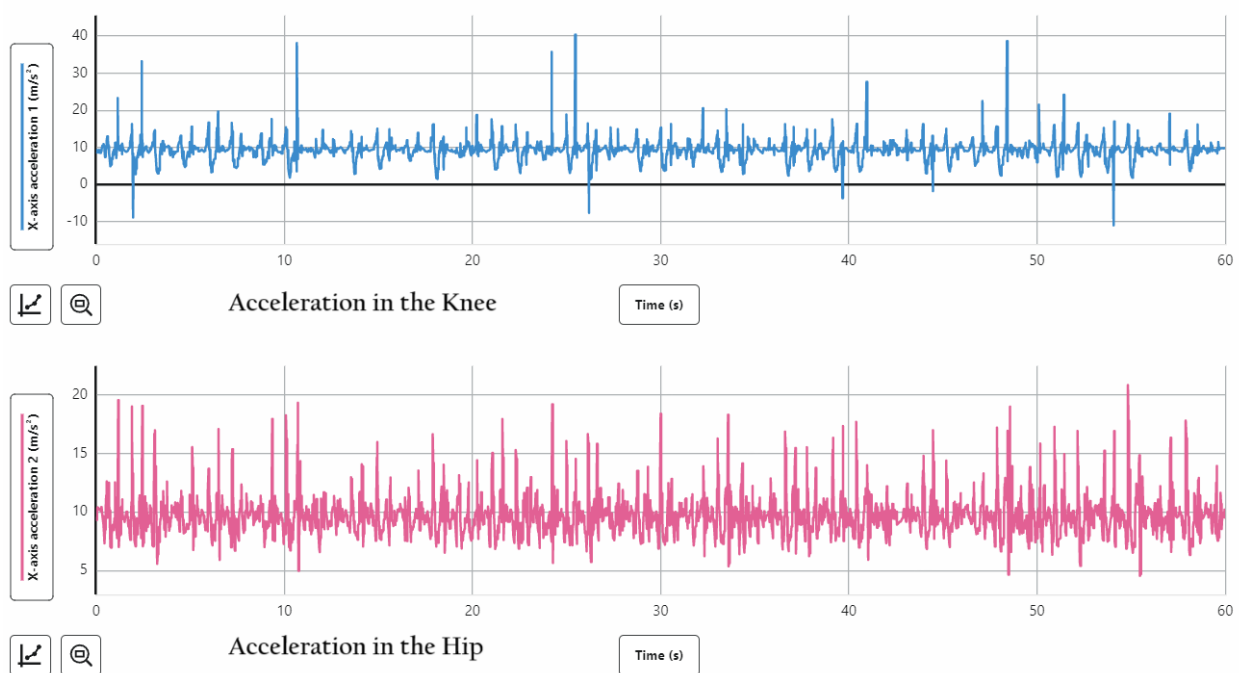 X-axis acceleration 1 (m/s²)
40
30
20
10
0
-10
0 10 20 30 40 50 60
Acceleration in the Knee
Time (s)
X-axis acceleration 2 (m/s²)
20
15
10
5
0 10 20 30 40 50 60
Acceleration in the Hip
Time (s)